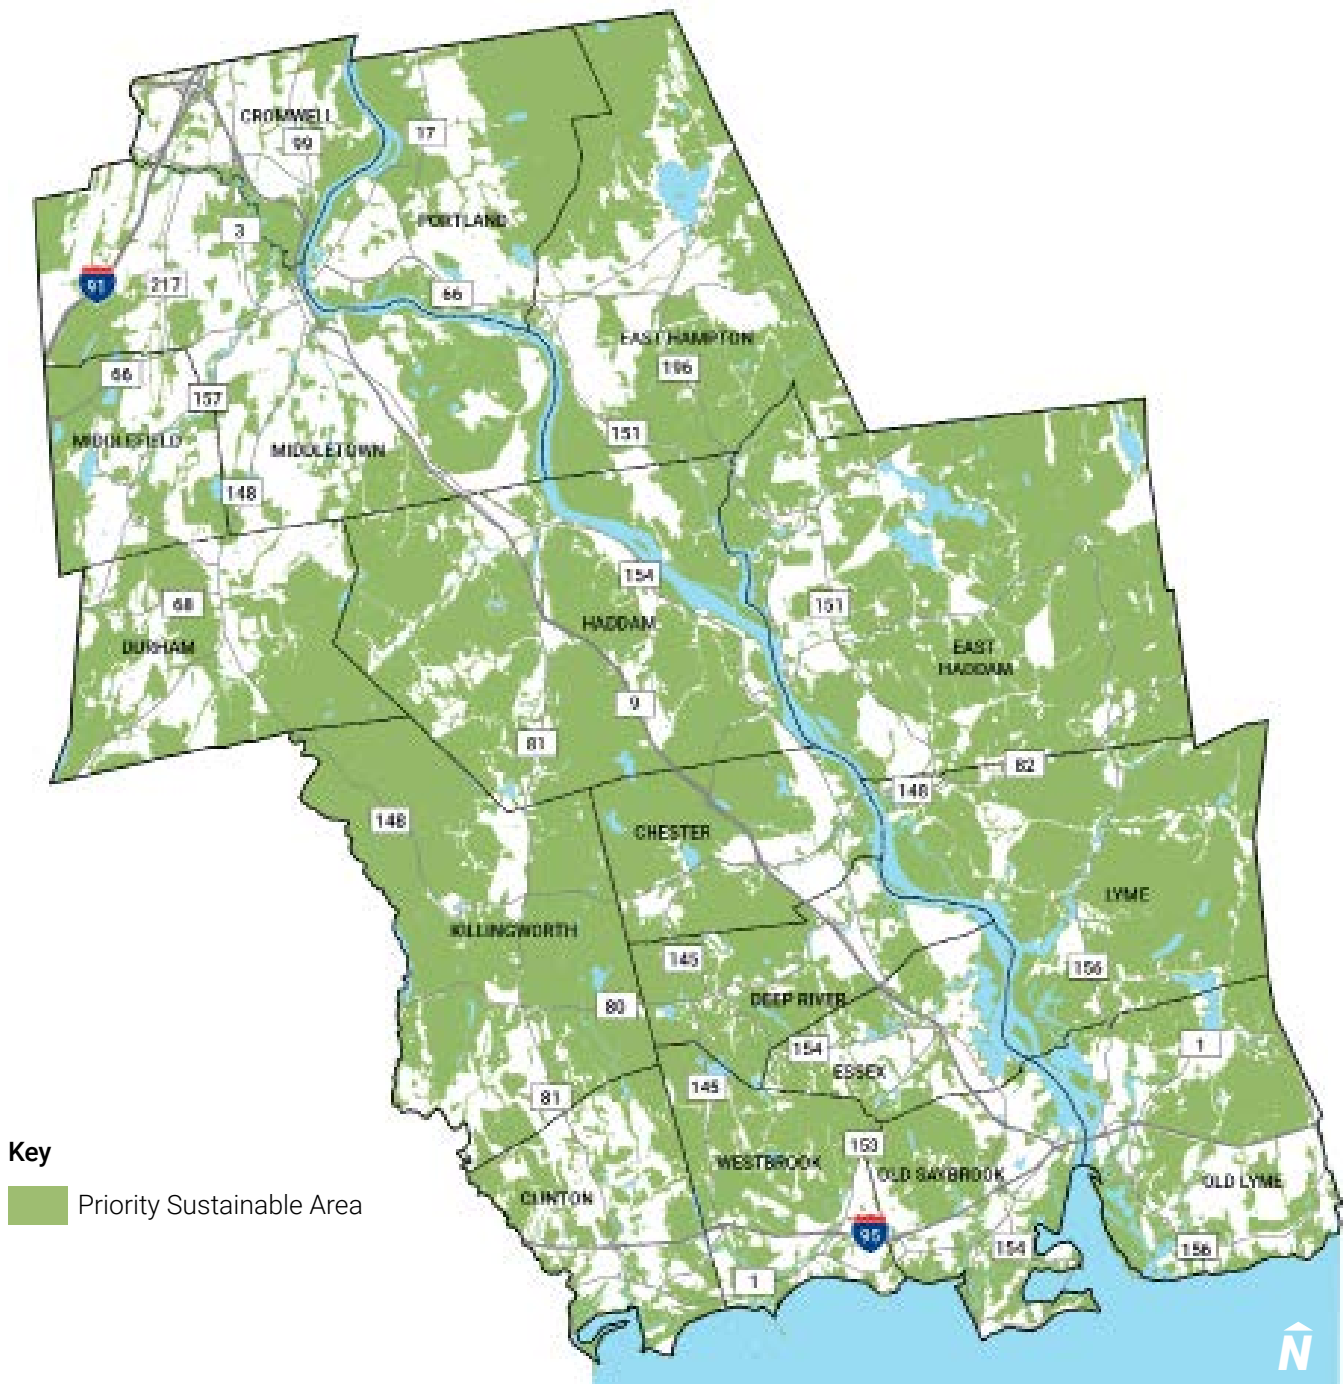 CROMWELL
99
17
PORTLAND
3
91
217
66
EAST HAMPTON
196
66
157
MIDDLEFIELD
MIDDLETOWN
151
148
154
68
151
HADDAM
DURHAM
EAST
HADDAM
9
81
82
148
148
CHESTER
LYME
KILLINGWORTH
145
156
DEEP RIVER
80
1
154
ESSEX
145
81
Key
153
WESTBROOK
OLD SAYBROOK
OLD LYME
CLINTON
Priority Sustainable Area
95
154
156
1
N